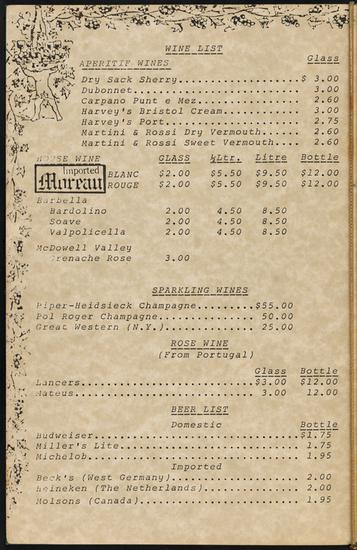 WINE LIST
Glass
APERITIF WINES
Dry Sack Sherry..................$ 3.00
Dubonnet......................... 3.00
Carpano Punt e Mez............... 2.60
Harvey's Bristol Cream........... 3.00
Harvey's Port.................... 2.75
Martini & Rossi Dry Vermouth.... 2.60
Martini & Rossi Sweet Vermouth.... 2.60
HOUSE WINE GLASS ½Ltr. Litre Bottle
Imported
Moreau
BLANC $2.00 $5.50 $9.50 $12.00
ROUGE $2.00 $5.50 $9.50 $12.00
Barbella
Bardolino 2.00 4.50 8.50
Soave 2.00 4.50 8.50
Valpolicella 2.00 4.50 8.50
McDowell Valley
Grenache Rose 3.00
SPARKLING WINES
Piper-Heidsieck Champagne.........$55.00
Pol Roger Champagne............... 50.00
Great Western (N.Y.).............. 25.00
ROSE WINE
(From Portugal)
Glass Bottle
Lancers.........................$3.00 $12.00
Mateus.......................... 3.00 12.00
BEER LIST
Domestic Bottle
Budweiser..............................$1.75
Miller's Lite.......................... 1.75
Michelob............................... 1.95
Imported
Beck's (West Germany).................. 2.00
Heineken (The Netherlands)............. 2.00
Molsons (Canada)....................... 1.95